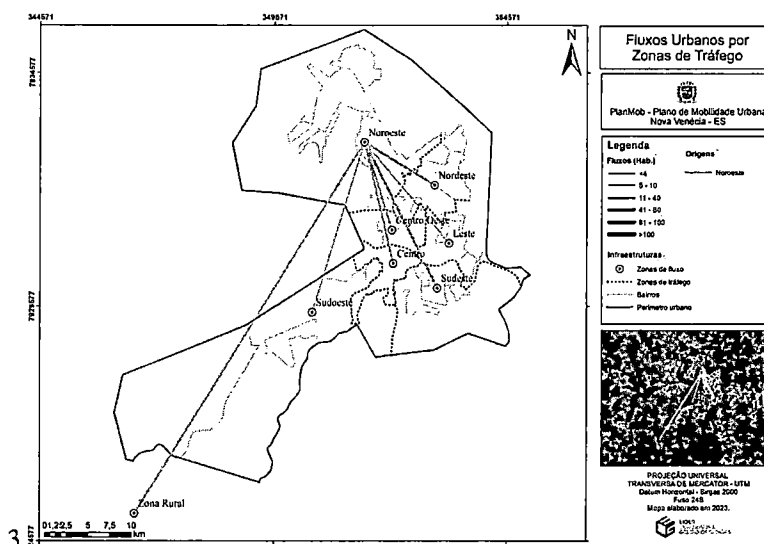 344571
349571
354571
7934577
N
Noroeste
Nordeste
Centro Oeste
Leste
Centro
Sudeste
Sudoeste
7929577
Zona Rural
0 1,25 2,5 5 7,5 10
km
3
Fluxos Urbanos por
Zonas de Tráfego
PlanMob - Plano de Mobilidade Urbana
Nova Venécia - ES
Legenda
Fluxos (Hab.)
Origens
<4
5 - 10
11 - 40
41 - 80
81 - 100
>100
Noroeste
Infraestruturas
Zonas de fluxo
Zonas de tráfego
Bairros
Perímetro urbano
PROJEÇÃO UNIVERSAL
TRANSVERSA DE MERCATOR - UTM
Datum Horizontal - Sirgas 2000
Fuso 24S
Mapa elaborado em 2023.